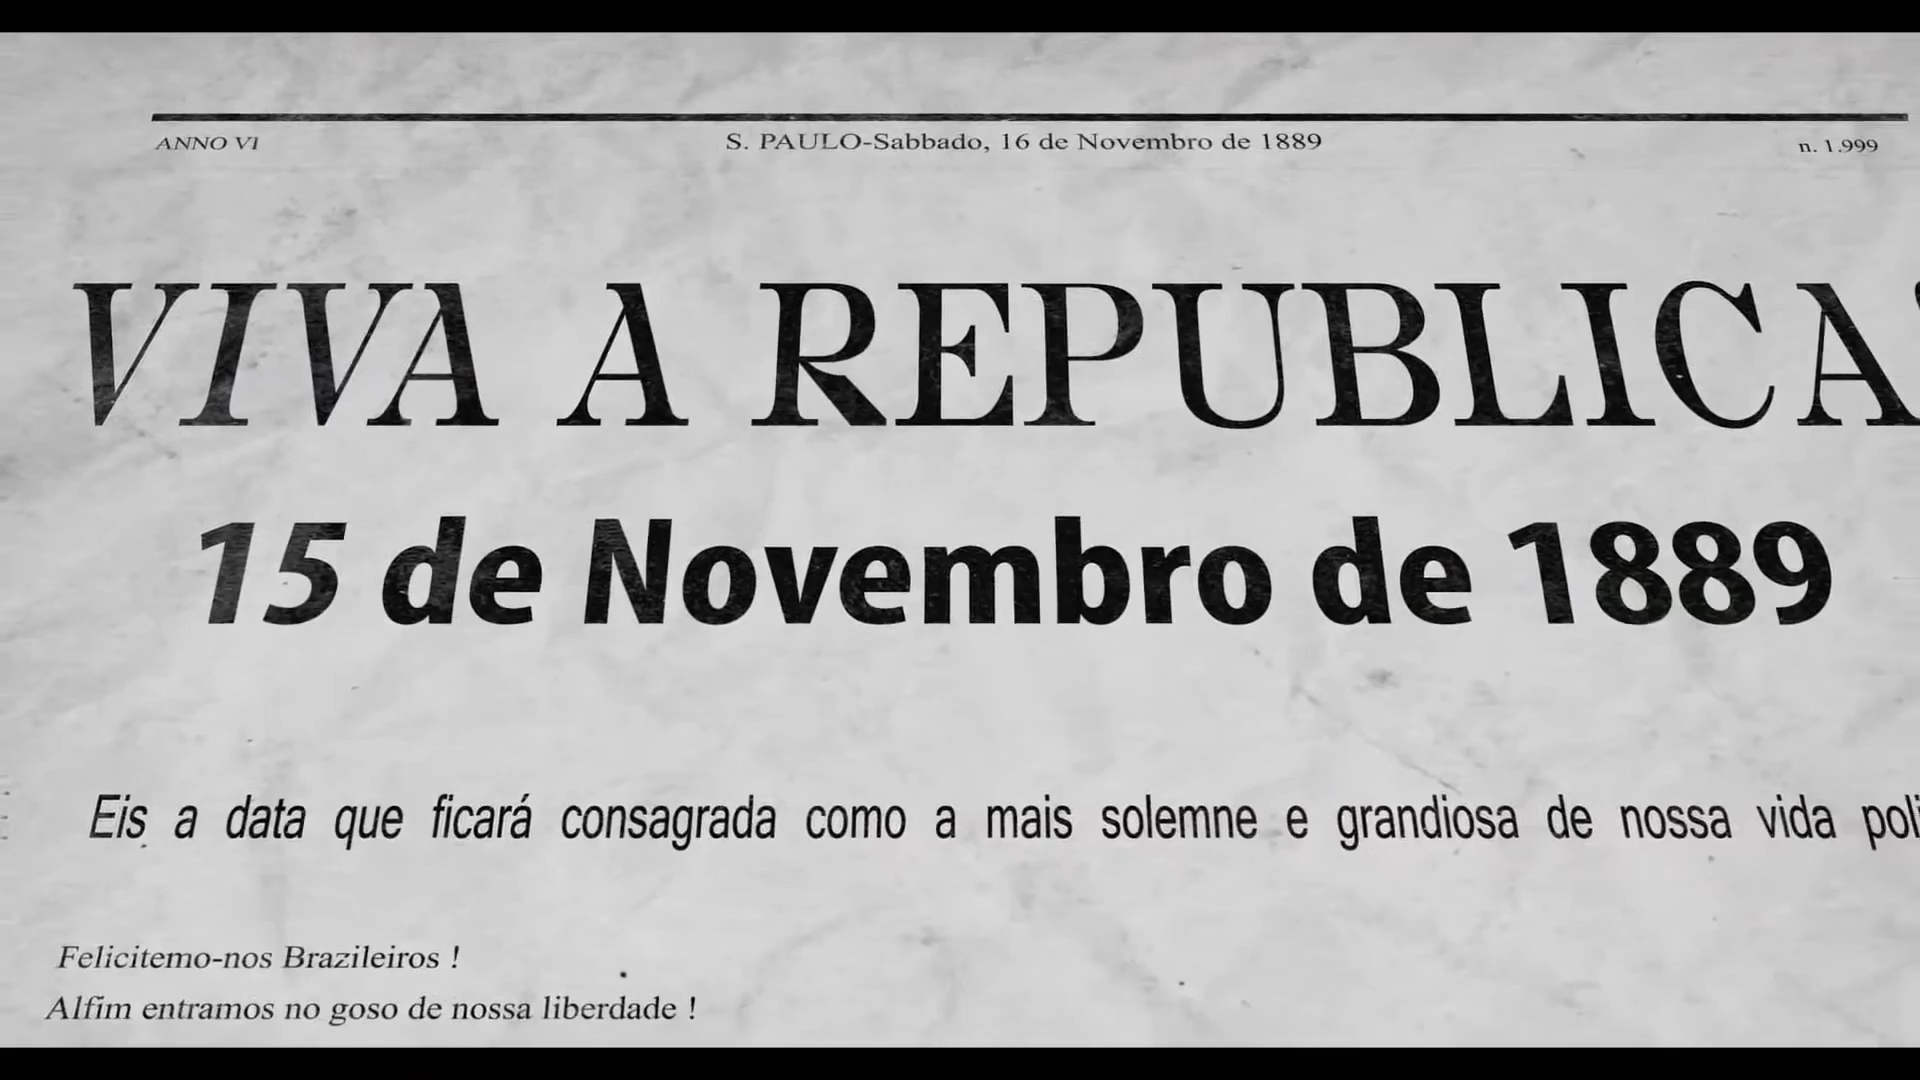 ANNO VI
S. PAULO-Sabbado, 16 de Novembro de 1889
n. 1.999
VIVA A REPUBLICA
15 de Novembro de 1889
Eis a data que ficará consagrada como a mais solemne e grandiosa de nossa vida poli
Felicitemo-nos Brazileiros !
Alfim entramos no goso de nossa liberdade !